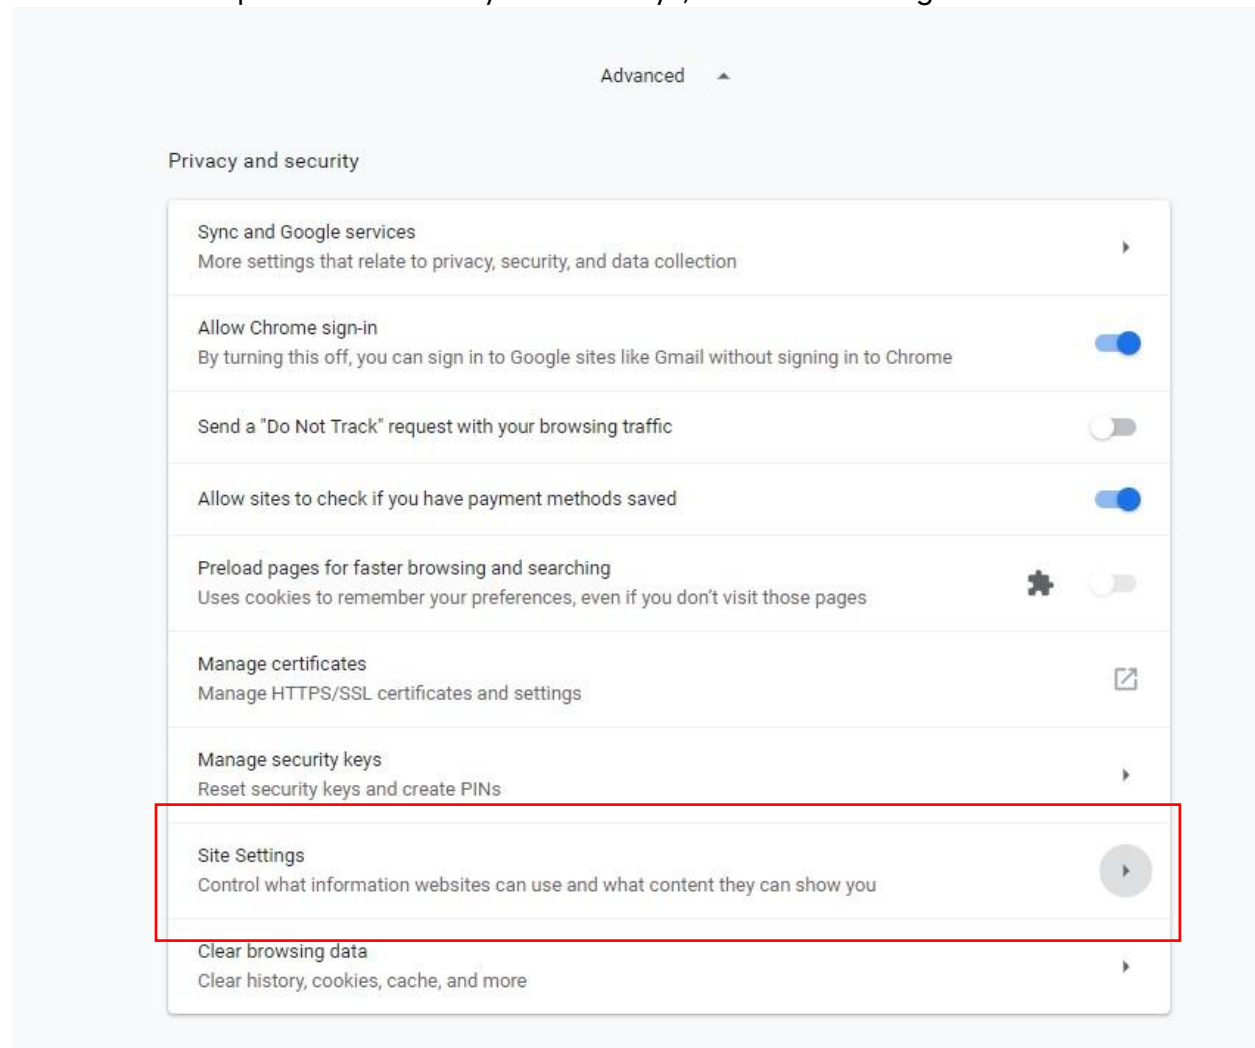 Advanced
Privacy and security
Sync and Google services
More settings that relate to privacy, security, and data collection
Allow Chrome sign-in
By turning this off, you can sign in to Google sites like Gmail without signing in to Chrome
Send a "Do Not Track" request with your browsing traffic
Allow sites to check if you have payment methods saved
Preload pages for faster browsing and searching
Uses cookies to remember your preferences, even if you don’t visit those pages
Manage certificates
Manage HTTPS/SSL certificates and settings
Manage security keys
Reset security keys and create PINs
Site Settings
Control what information websites can use and what content they can show you
Clear browsing data
Clear history, cookies, cache, and more